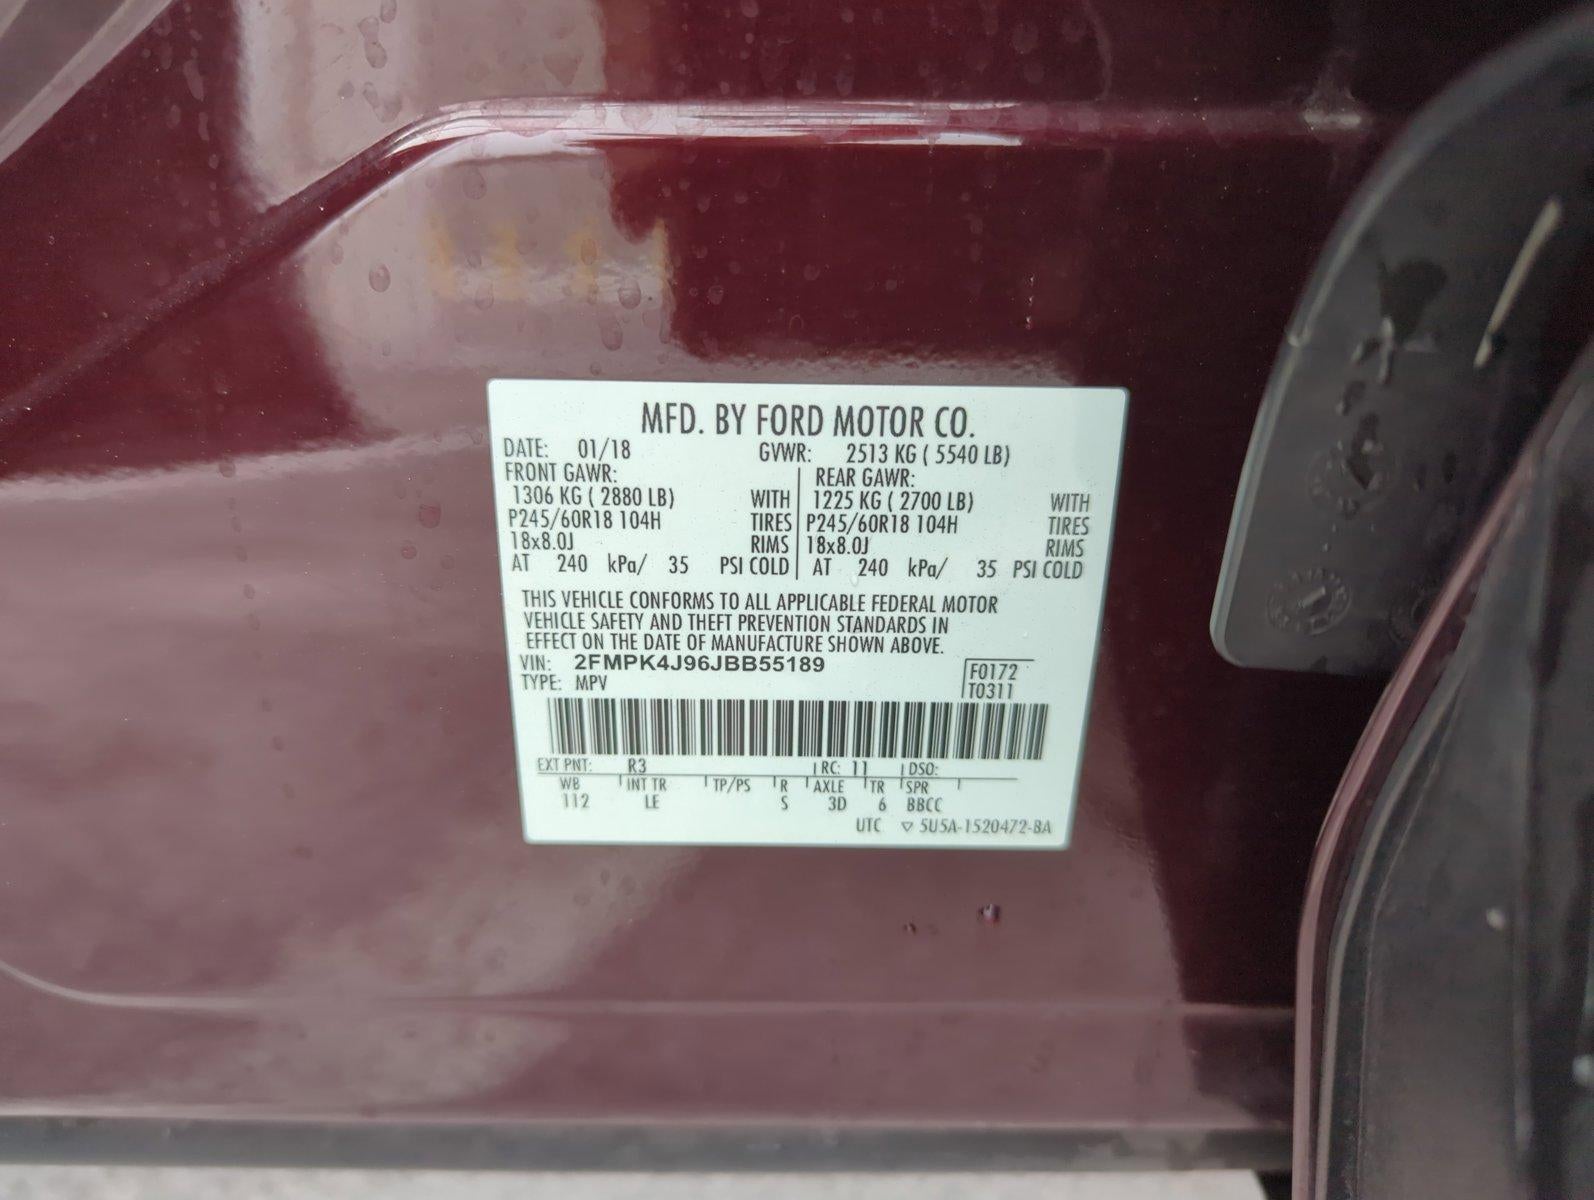 MFD. BY FORD MOTOR CO.
DATE: 01/18 GVWR: 2513 KG ( 5540 LB)
FRONT GAWR: REAR GAWR:
1306 KG ( 2880 LB) WITH 1225 KG ( 2700 LB) WITH
P245/60R18 104H TIRES P245/60R18 104H TIRES
18x8.0J RIMS 18x8.0J RIMS
AT 240 kPa/ 35 PSI COLD AT 240 kPa/ 35 PSI COLD
THIS VEHICLE CONFORMS TO ALL APPLICABLE FEDERAL MOTOR
VEHICLE SAFETY AND THEFT PREVENTION STANDARDS IN
EFFECT ON THE DATE OF MANUFACTURE SHOWN ABOVE.
VIN: 2FMPK4J96JBB55189 F0172
TYPE: MPV T0311
EXT PNT: R3 RC: 11 DSO:
WB INT TR TP/PS R AXLE TR SPR
112 LE S 3D 6 BBCC
UTC ▽ 5U5A-1520472-BA